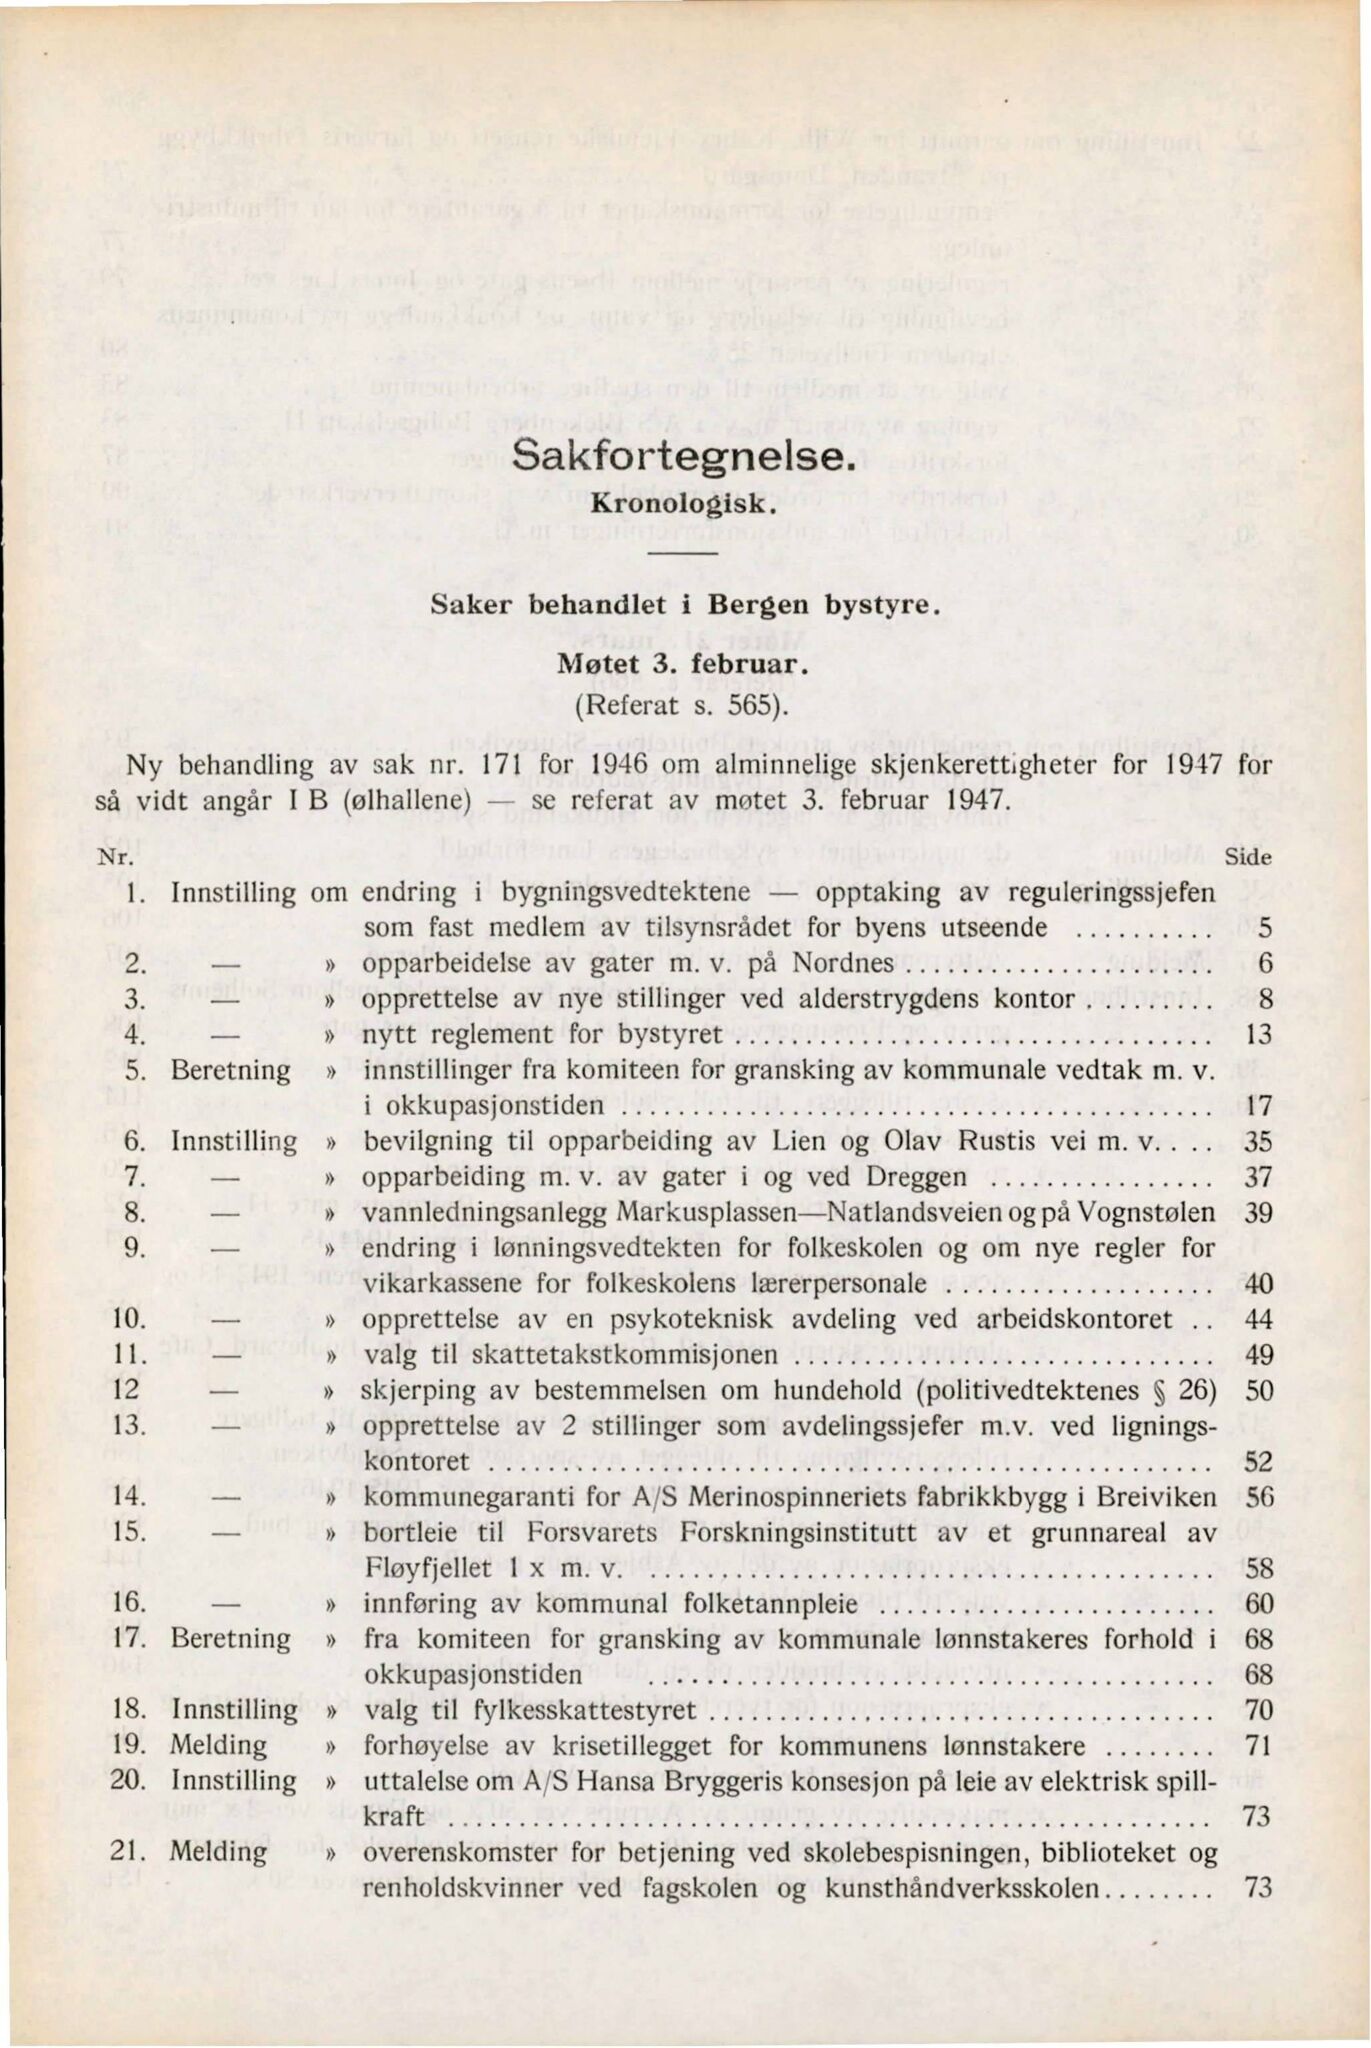 Sakfortegnelse.
Kronologisk.
Saker behandlet i Bergen bystyre.
Møtet 3. februar.
(Referat s. 565).
Ny behandling av sak nr. 171 for 1946 om alminnelige skjenkerettigheter for 1947 for
så vidt angår I B (ølhallene) — se referat av møtet 3. februar 1947.
Nr. Side
1. Innstilling om endring i bygningsvedtektene — opptaking av reguleringssjefen
som fast medlem av tilsynsrådet for byens utseende .......... 5
2. — » opparbeidelse av gater m. v. på Nordnes ...................... 6
3. — » opprettelse av nye stillinger ved alderstrygdens kontor ......... 8
4. — » nytt reglement for bystyret .................................. 13
5. Beretning » innstillinger fra komiteen for gransking av kommunale vedtak m. v.
i okkupasjonstiden .......................................... 17
6. Innstilling » bevilgning til opparbeiding av Lien og Olav Rustis vei m. v. ... 35
7. — » opparbeiding m. v. av gater i og ved Dreggen ................ 37
8. — » vannledningsanlegg Markusplassen—Natlandsveien og på Vognstølen 39
9. — » endring i lønningsvedtekten for folkeskolen og om nye regler for
vikarkassene for folkeskolens lærerpersonale ................... 40
10. — » opprettelse av en psykoteknisk avdeling ved arbeidskontoret .. 44
11. — » valg til skattetakstkommisjonen .............................. 49
12 — » skjerping av bestemmelsen om hundehold (politivedtektenes § 26) 50
13. — » opprettelse av 2 stillinger som avdelingssjefer m.v. ved lignings-
kontoret .................................................... 52
14. — » kommunegaranti for A/S Merinospinneriets fabrikkbygg i Breiviken 56
15. — » bortleie til Forsvarets Forskningsinstitutt av et grunnareal av
Fløyfjellet 1 x m. v. ........................................ 58
16. — » innføring av kommunal folketannpleie ........................ 60
17. Beretning » fra komiteen for gransking av kommunale lønnstakeres forhold i 68
okkupasjonstiden ........................................ 68
18. Innstilling » valg til fylkesskattestyret .................................... 70
19. Melding » forhøyelse av krisetillegget for kommunens lønnstakere ........ 71
20. Innstilling » uttalelse om A/S Hansa Bryggeris konsesjon på leie av elektrisk spill-
kraft ...................................................... 73
21. Melding » overenskomster for betjening ved skolebespisningen, biblioteket og
renholdskvinner ved fagskolen og kunsthåndverksskolen ........ 73